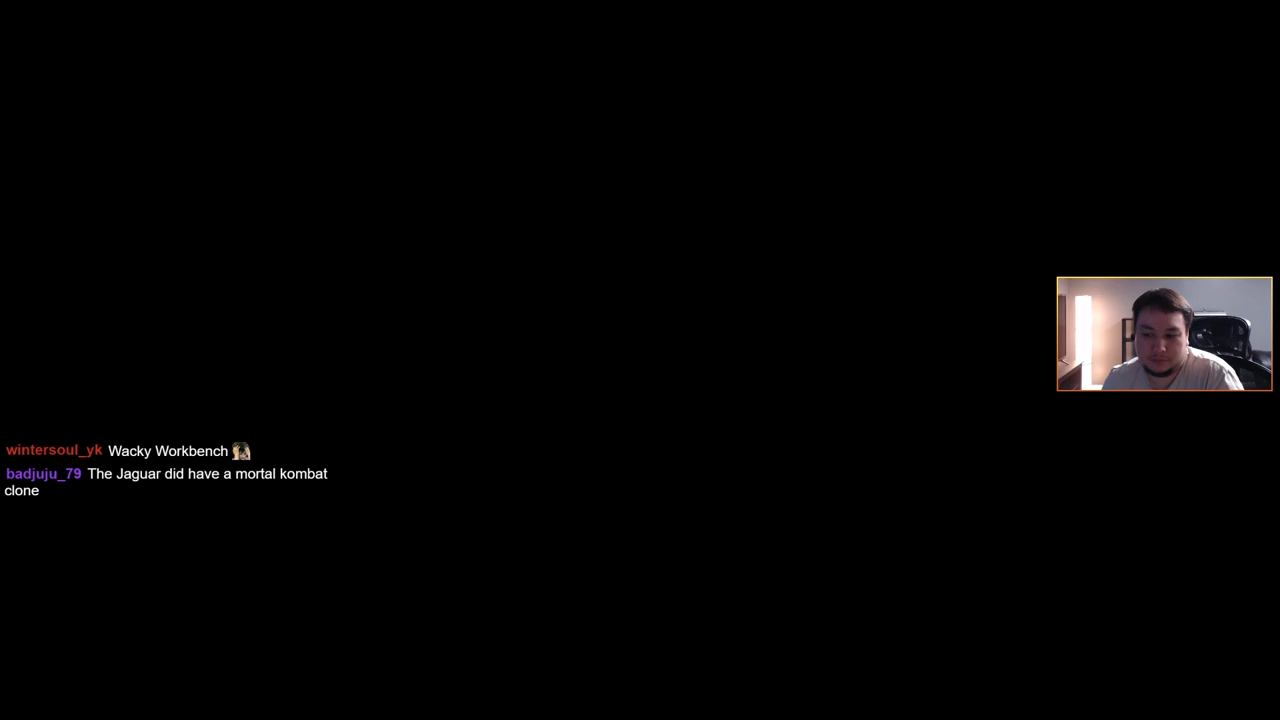 wintersoul_yk Wacky Workbench
badjuju_79 The Jaguar did have a mortal kombat
clone